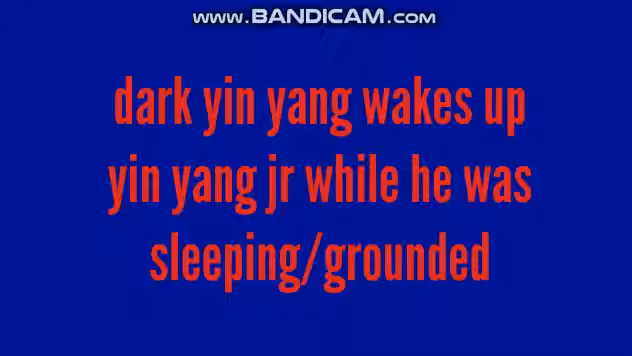 www.BANDICAM.com
dark yin yang wakes up
yin yang jr while he was
sleeping/grounded